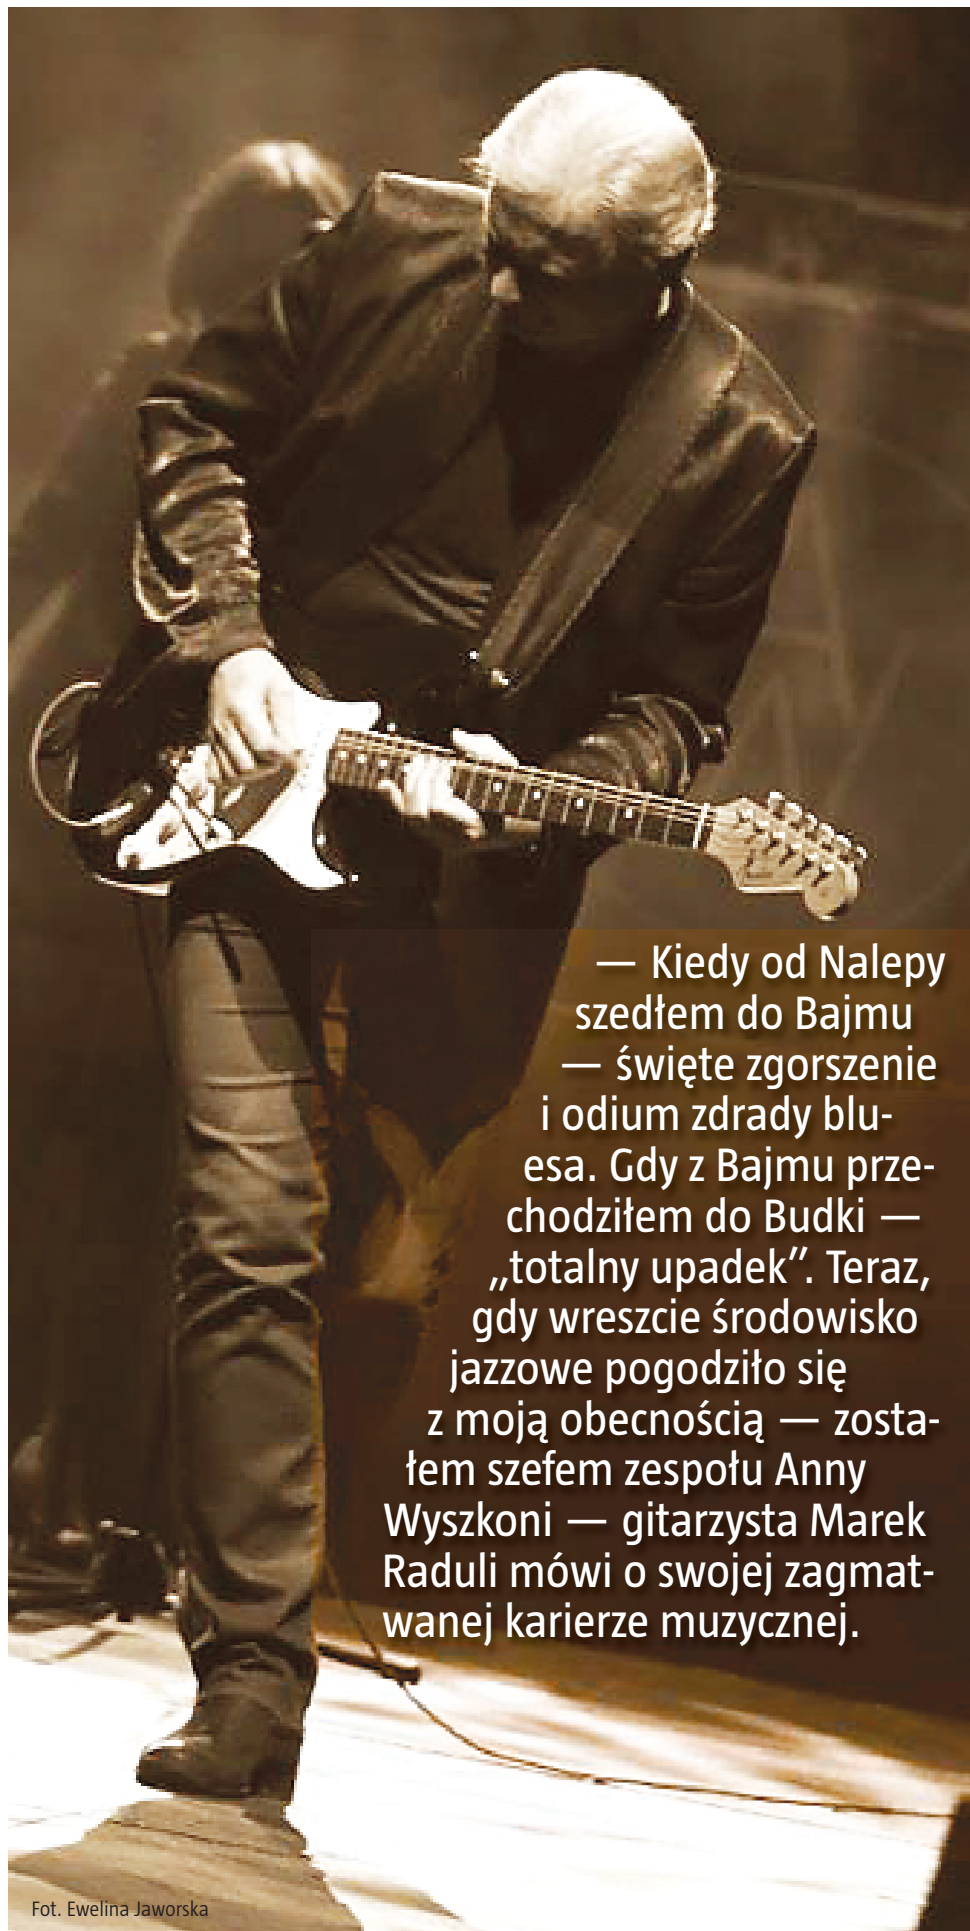 — Kiedy od Nalepy
szedłem do Bajmu
— święte zgorszenie
i odium zdrady blu-
esa. Gdy z Bajmu prze-
chodziłem do Budki —
„totalny upadek”. Teraz,
gdy wreszcie środowisko
jazzowe pogodziło się
z moją obecnością — zosta-
łem szefem zespołu Anny
Wyszkoni — gitarzysta Marek
Raduli mówi o swojej zagmat-
wanej karierze muzycznej.
Fot. Ewelina Jaworska